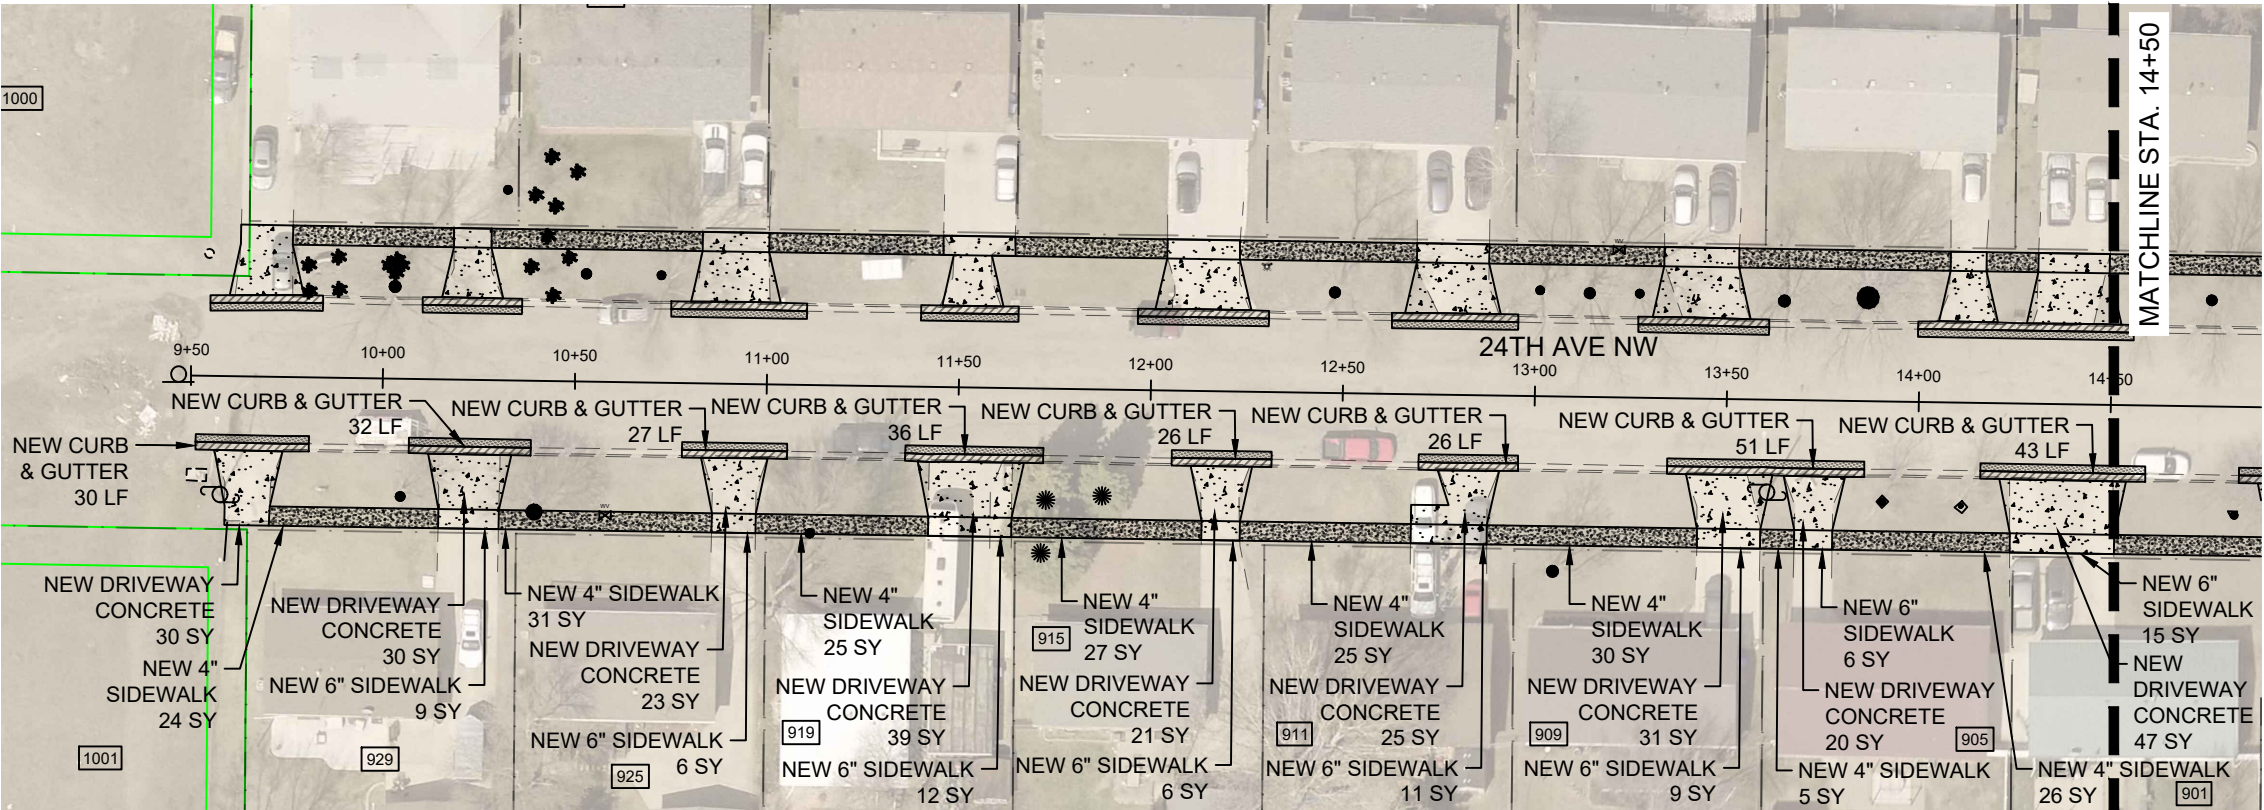 1000
MATCHLINE STA. 14+50
24TH AVE NW
9+50
10+00
10+50
11+00
11+50
12+00
12+50
13+00
13+50
14+00
14+50
NEW CURB
& GUTTER
30 LF
NEW CURB & GUTTER
32 LF
NEW CURB & GUTTER
27 LF
NEW CURB & GUTTER
36 LF
NEW CURB & GUTTER
26 LF
NEW CURB & GUTTER
26 LF
NEW CURB & GUTTER
51 LF
NEW CURB & GUTTER
43 LF
WV
WV
NEW DRIVEWAY
CONCRETE
30 SY
NEW 4"
SIDEWALK
24 SY
1001
NEW DRIVEWAY
CONCRETE
30 SY
NEW 6" SIDEWALK
9 SY
929
NEW 4" SIDEWALK
31 SY
NEW DRIVEWAY
CONCRETE
23 SY
NEW 6" SIDEWALK
6 SY
925
NEW 4"
SIDEWALK
25 SY
NEW DRIVEWAY
CONCRETE
39 SY
919
NEW 6" SIDEWALK
12 SY
915
NEW 4"
SIDEWALK
27 SY
NEW DRIVEWAY
CONCRETE
21 SY
NEW 6" SIDEWALK
6 SY
NEW 4"
SIDEWALK
25 SY
NEW DRIVEWAY
CONCRETE
25 SY
911
NEW 6" SIDEWALK
11 SY
NEW 4"
SIDEWALK
30 SY
NEW DRIVEWAY
CONCRETE
31 SY
909
NEW 6" SIDEWALK
9 SY
NEW 6"
SIDEWALK
6 SY
NEW DRIVEWAY
CONCRETE
20 SY
905
NEW 4" SIDEWALK
5 SY
NEW 6"
SIDEWALK
15 SY
NEW
DRIVEWAY
CONCRETE
47 SY
NEW 4" SIDEWALK
26 SY
901